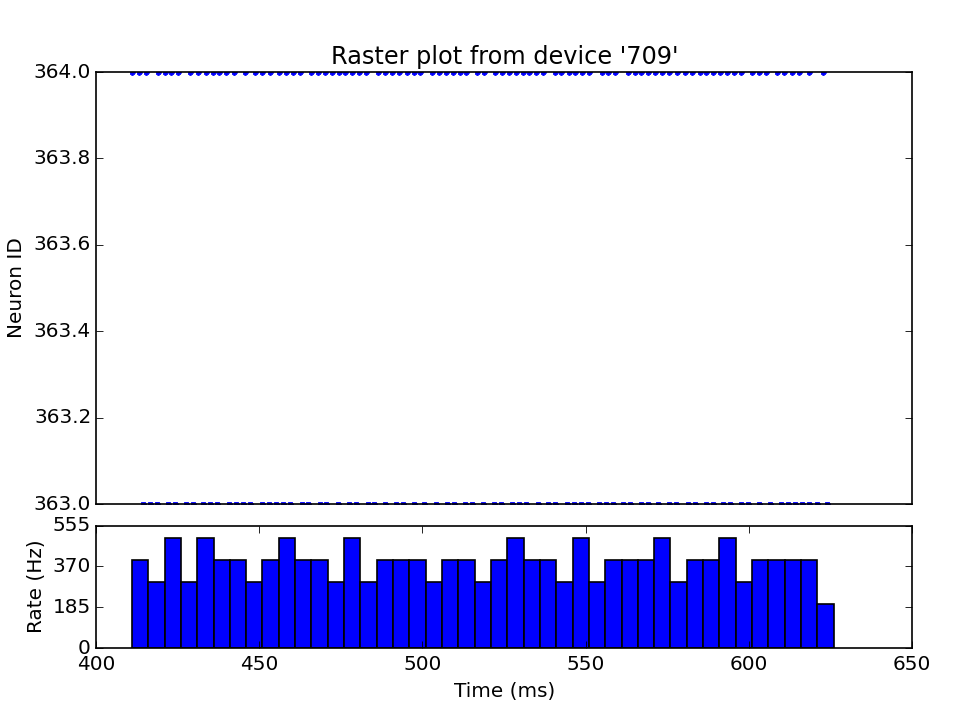 Raster plot from device '709'
364.0
363.8
363.6
363.4
363.2
363.0
Neuron ID
555
370
185
0
Rate (Hz)
400 450 500 550 600 650
Time (ms)